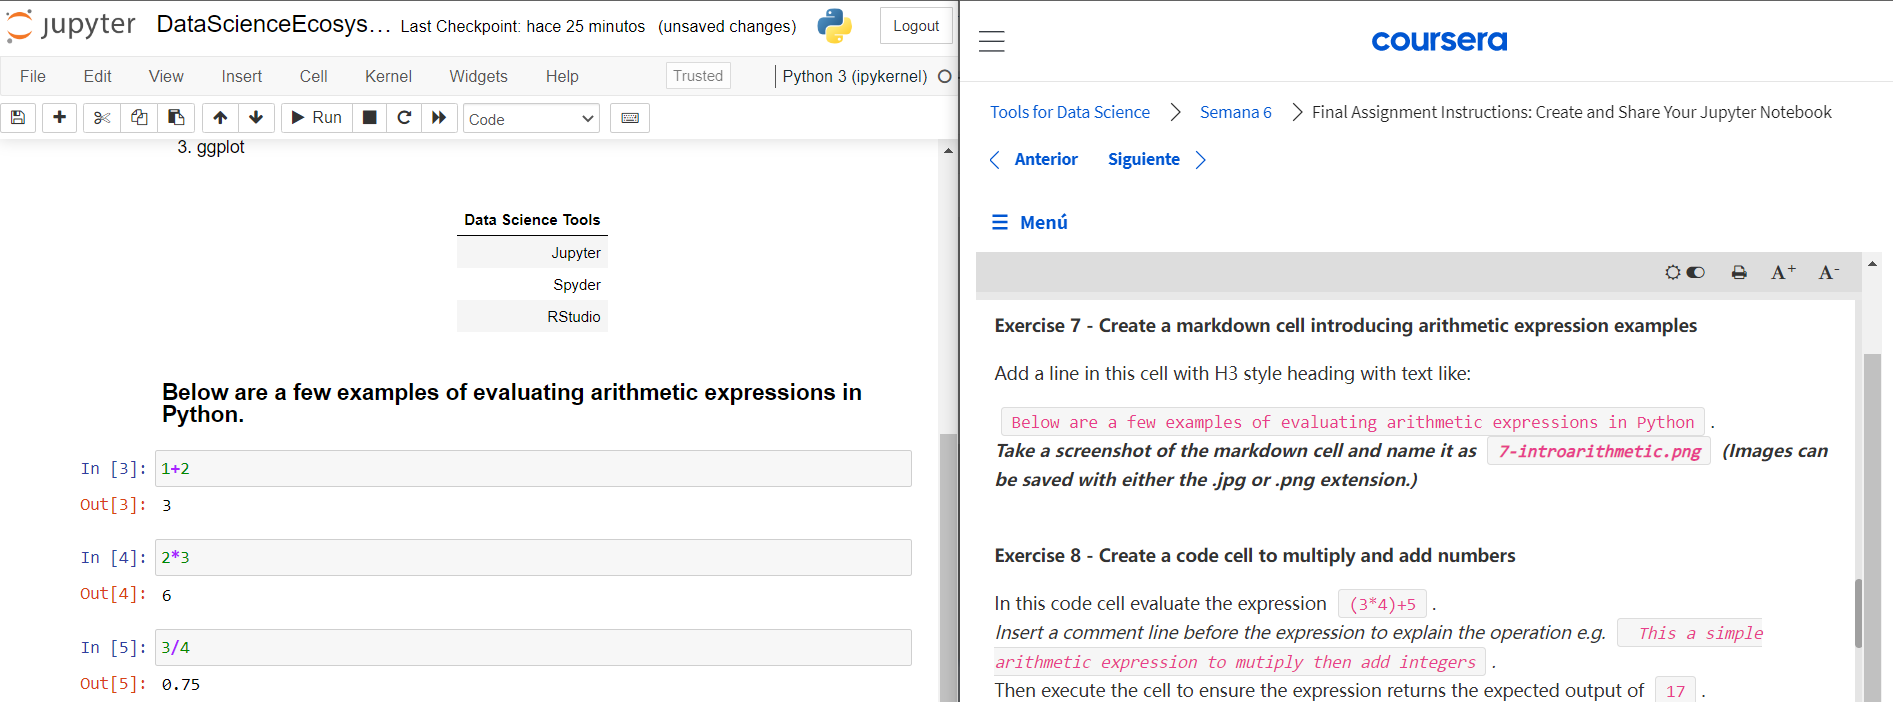 jupyter DataScienceEcosys... Last Checkpoint: hace 25 minutos (unsaved changes) Logout
File Edit View Insert Cell Kernel Widgets Help Trusted Python 3 (ipykernel)
Run Code
3. ggplot
Data Science Tools
Jupyter
Spyder
RStudio
Below are a few examples of evaluating arithmetic expressions in
Python.
In [3]: 1+2
Out[3]: 3
In [4]: 2*3
Out[4]: 6
In [5]: 3/4
Out[5]: 0.75
coursera
Tools for Data Science > Semana 6 > Final Assignment Instructions: Create and Share Your Jupyter Notebook
Anterior Siguiente
Menú
A+ A-
Exercise 7 - Create a markdown cell introducing arithmetic expression examples
Add a line in this cell with H3 style heading with text like:
Below are a few examples of evaluating arithmetic expressions in Python .
Take a screenshot of the markdown cell and name it as 7-introarithmetic.png (Images can
be saved with either the .jpg or .png extension.)
Exercise 8 - Create a code cell to multiply and add numbers
In this code cell evaluate the expression (3*4)+5 .
Insert a comment line before the expression to explain the operation e.g. This a simple
arithmetic expression to mutiply then add integers .
Then execute the cell to ensure the expression returns the expected output of 17 .